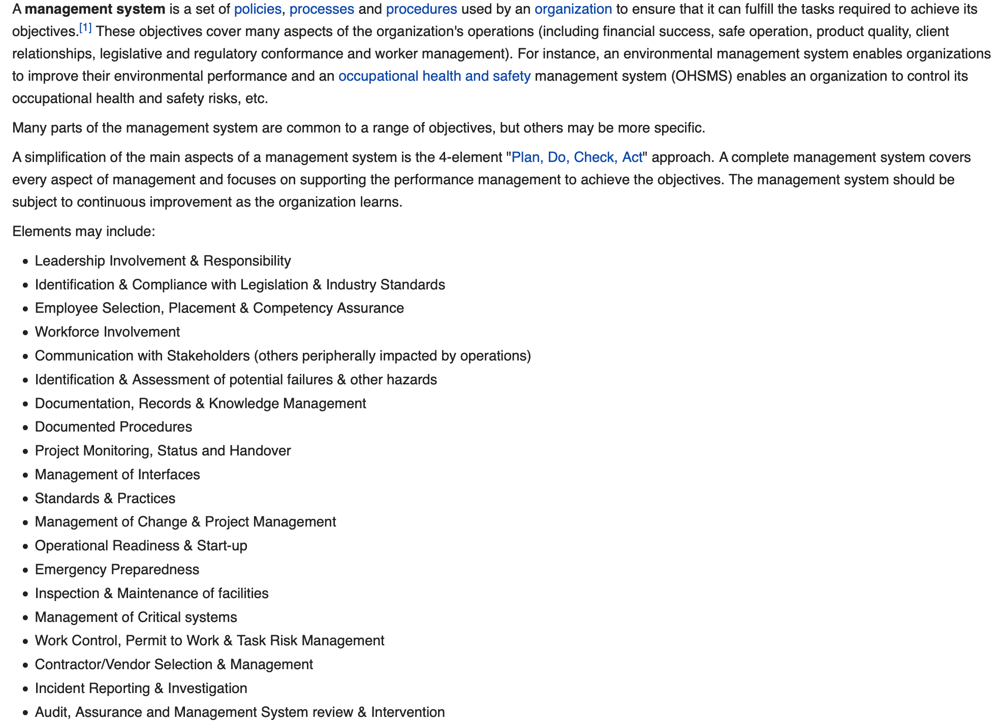 A management system is a set of policies, processes and procedures used by an organization to ensure that it can fulfill the tasks required to achieve its
objectives.[1] These objectives cover many aspects of the organization's operations (including financial success, safe operation, product quality, client
relationships, legislative and regulatory conformance and worker management). For instance, an environmental management system enables organizations
to improve their environmental performance and an occupational health and safety management system (OHSMS) enables an organization to control its
occupational health and safety risks, etc.
Many parts of the management system are common to a range of objectives, but others may be more specific.
A simplification of the main aspects of a management system is the 4-element "Plan, Do, Check, Act" approach. A complete management system covers
every aspect of management and focuses on supporting the performance management to achieve the objectives. The management system should be
subject to continuous improvement as the organization learns.
Elements may include:
• Leadership Involvement & Responsibility
• Identification & Compliance with Legislation & Industry Standards
• Employee Selection, Placement & Competency Assurance
• Workforce Involvement
• Communication with Stakeholders (others peripherally impacted by operations)
• Identification & Assessment of potential failures & other hazards
• Documentation, Records & Knowledge Management
• Documented Procedures
• Project Monitoring, Status and Handover
• Management of Interfaces
• Standards & Practices
• Management of Change & Project Management
• Operational Readiness & Start-up
• Emergency Preparedness
• Inspection & Maintenance of facilities
• Management of Critical systems
• Work Control, Permit to Work & Task Risk Management
• Contractor/Vendor Selection & Management
• Incident Reporting & Investigation
• Audit, Assurance and Management System review & Intervention